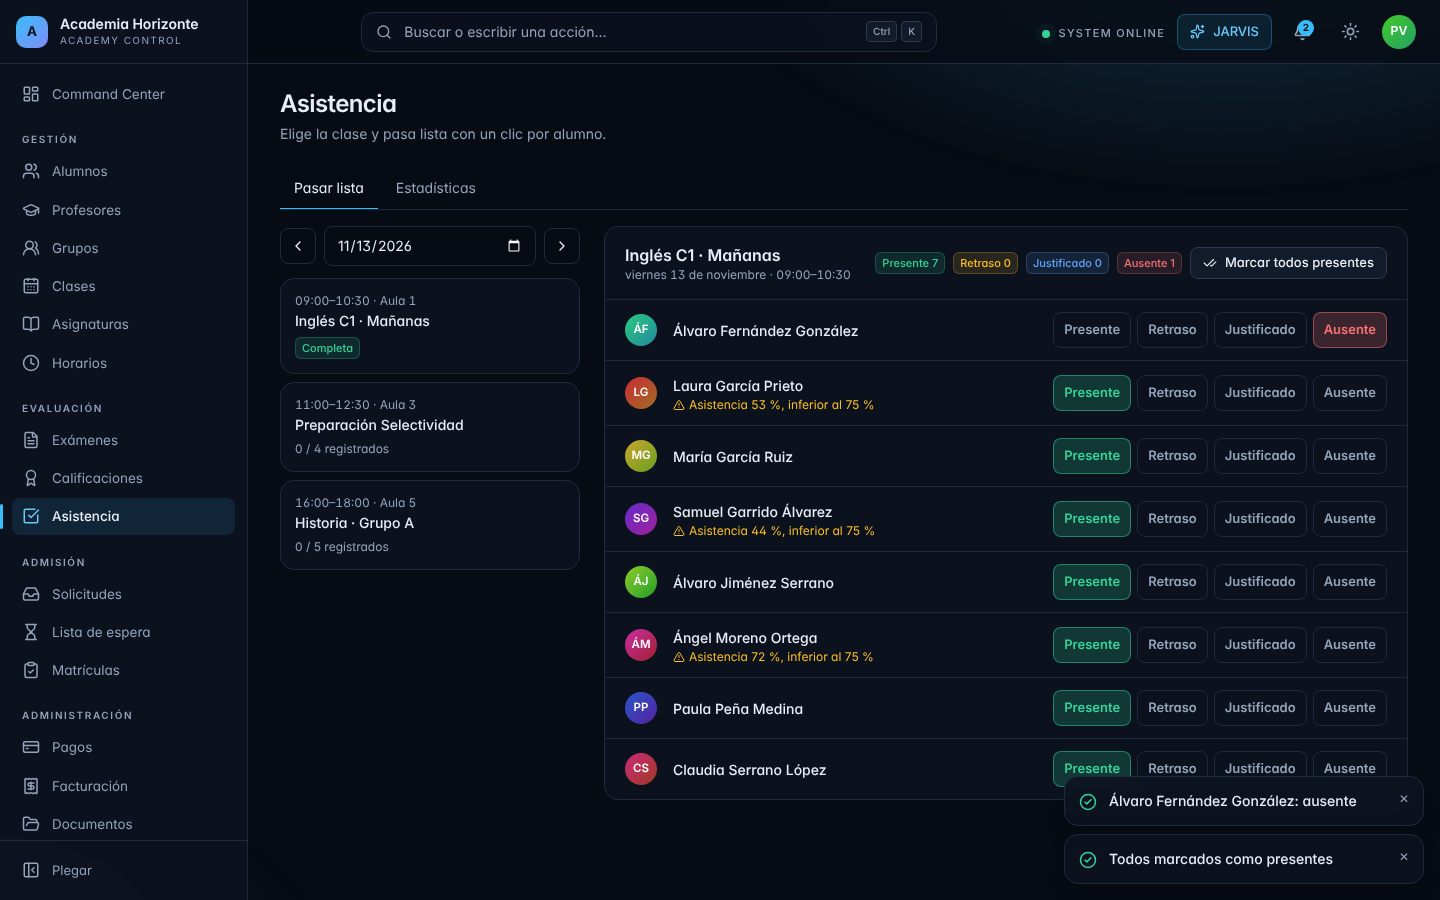 A
Academia Horizonte
ACADEMY CONTROL
Buscar o escribir una acción...
Ctrl
K
SYSTEM ONLINE
JARVIS
2
PV
Command Center
GESTIÓN
Alumnos
Profesores
Grupos
Clases
Asignaturas
Horarios
EVALUACIÓN
Exámenes
Calificaciones
Asistencia
ADMISIÓN
Solicitudes
Lista de espera
Matrículas
ADMINISTRACIÓN
Pagos
Facturación
Documentos
Plegar
Asistencia
Elige la clase y pasa lista con un clic por alumno.
Pasar lista
Estadísticas
11/13/2026
09:00–10:30 · Aula 1
Inglés C1 · Mañanas
Completa
11:00–12:30 · Aula 3
Preparación Selectividad
0 / 4 registrados
16:00–18:00 · Aula 5
Historia · Grupo A
0 / 5 registrados
Inglés C1 · Mañanas
viernes 13 de noviembre · 09:00–10:30
Presente 7
Retraso 0
Justificado 0
Ausente 1
Marcar todos presentes
ÁF
Álvaro Fernández González
Presente
Retraso
Justificado
Ausente
LG
Laura García Prieto
Asistencia 53 %, inferior al 75 %
Presente
Retraso
Justificado
Ausente
MG
María García Ruiz
Presente
Retraso
Justificado
Ausente
SG
Samuel Garrido Álvarez
Asistencia 44 %, inferior al 75 %
Presente
Retraso
Justificado
Ausente
ÁJ
Álvaro Jiménez Serrano
Presente
Retraso
Justificado
Ausente
ÁM
Ángel Moreno Ortega
Asistencia 72 %, inferior al 75 %
Presente
Retraso
Justificado
Ausente
PP
Paula Peña Medina
Presente
Retraso
Justificado
Ausente
CS
Claudia Serrano López
Presente
Retraso
Justificado
Ausente
Álvaro Fernández González: ausente
Todos marcados como presentes